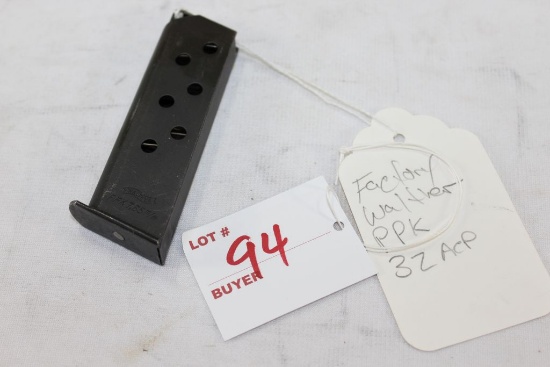 LOT # 94
BUYER
Factory
Walther
PPK
32 ACP